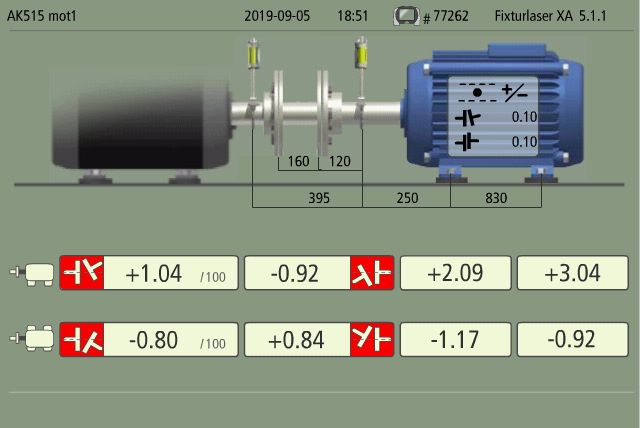 AK515 mot1 2019-09-05 18:51 # 77262 Fixturlaser XA 5.1.1
+/-
0.10
0.10
160 120
395 250 830
+1.04 /100 -0.92 +2.09 +3.04
-0.80 /100 +0.84 -1.17 -0.92